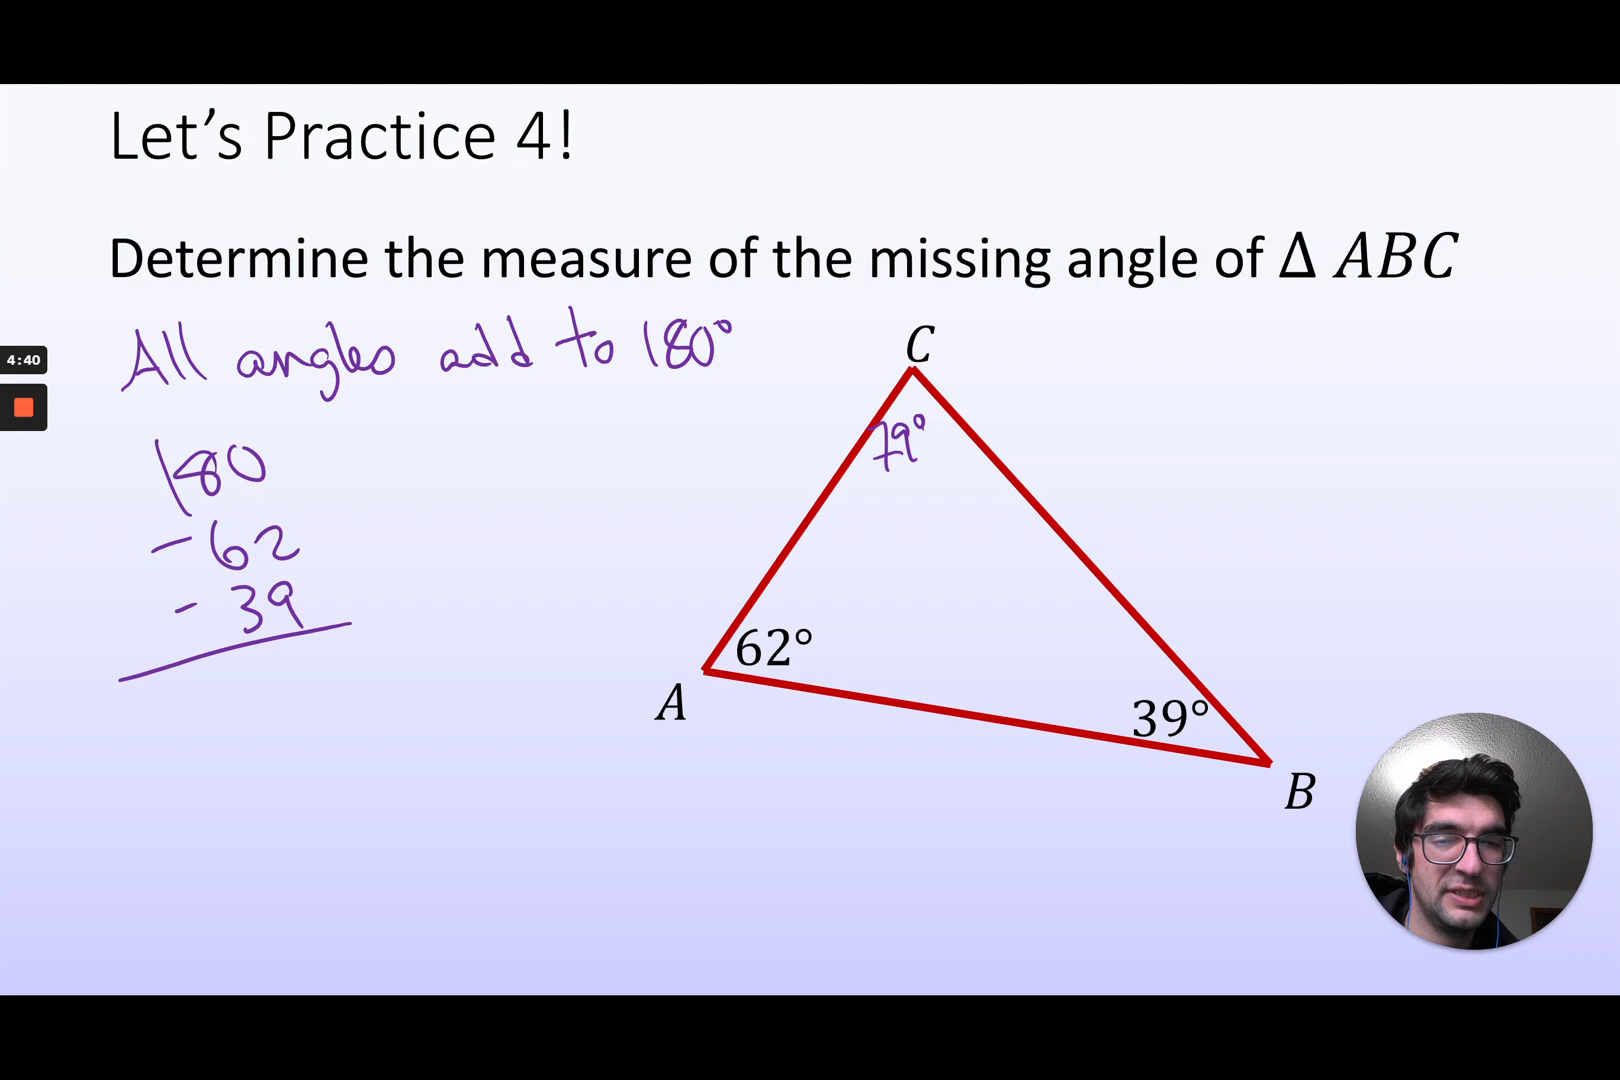 Let's Practice 4!
Determine the measure of the missing angle of Δ ABC
All angles add to 180°
4:40
C
79°
180
- 62
- 39
62°
A
39°
B